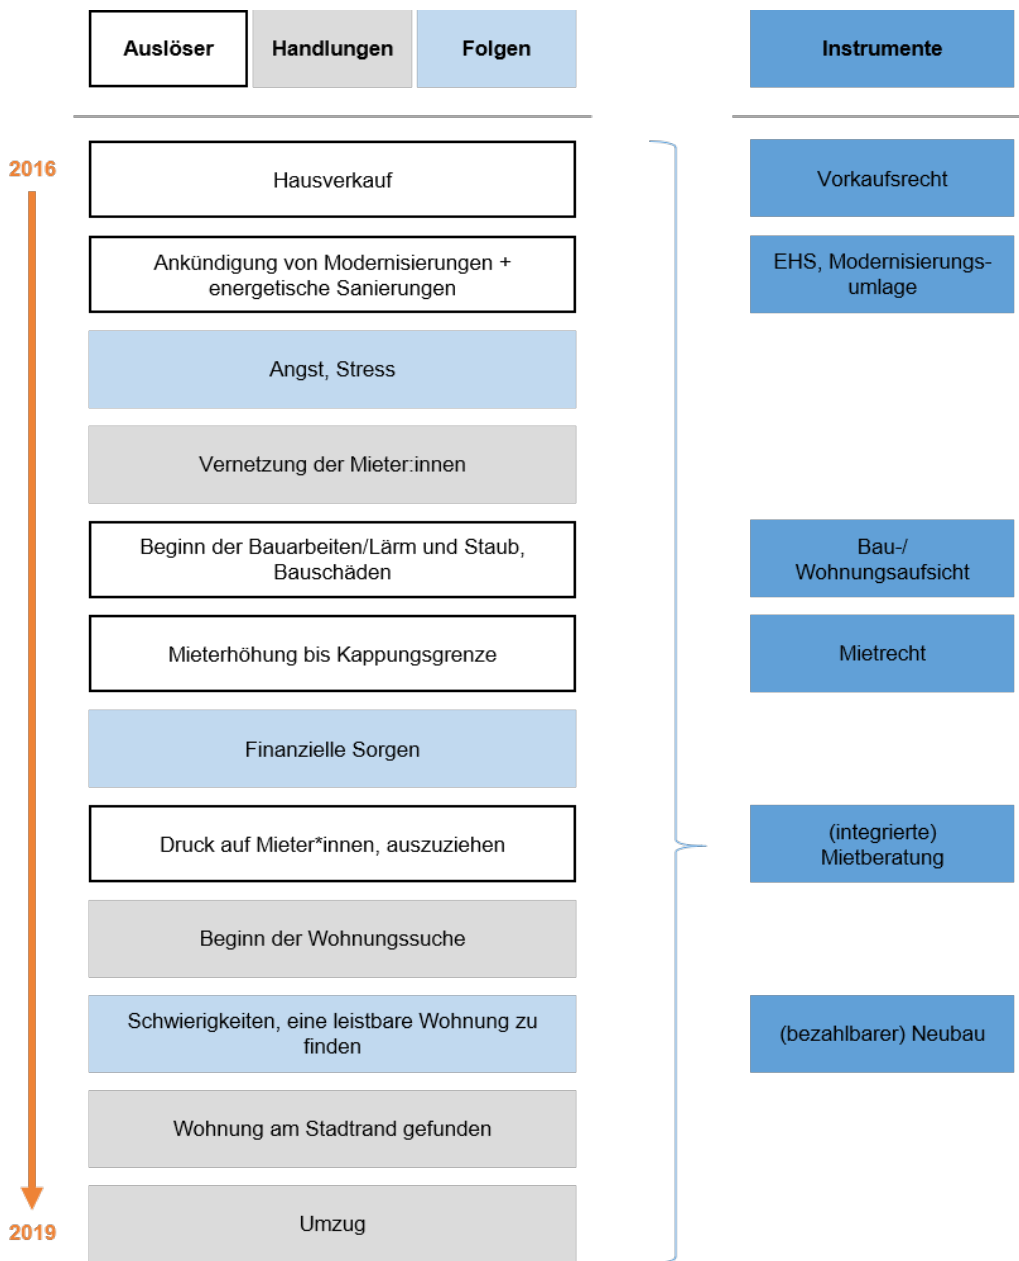 Auslöser
Handlungen
Folgen
Instrumente
2016
Hausverkauf
Vorkaufsrecht
Ankündigung von Modernisierungen +
energetische Sanierungen
EHS, Modernisierungs-
umlage
Angst, Stress
Vernetzung der Mieter:innen
Beginn der Bauarbeiten/Lärm und Staub,
Bauschäden
Bau-/
Wohnungsaufsicht
Mieterhöhung bis Kappungsgrenze
Mietrecht
Finanzielle Sorgen
Druck auf Mieter*innen, auszuziehen
(integrierte)
Mietberatung
Beginn der Wohnungssuche
Schwierigkeiten, eine leistbare Wohnung zu
finden
(bezahlbarer) Neubau
Wohnung am Stadtrand gefunden
Umzug
2019